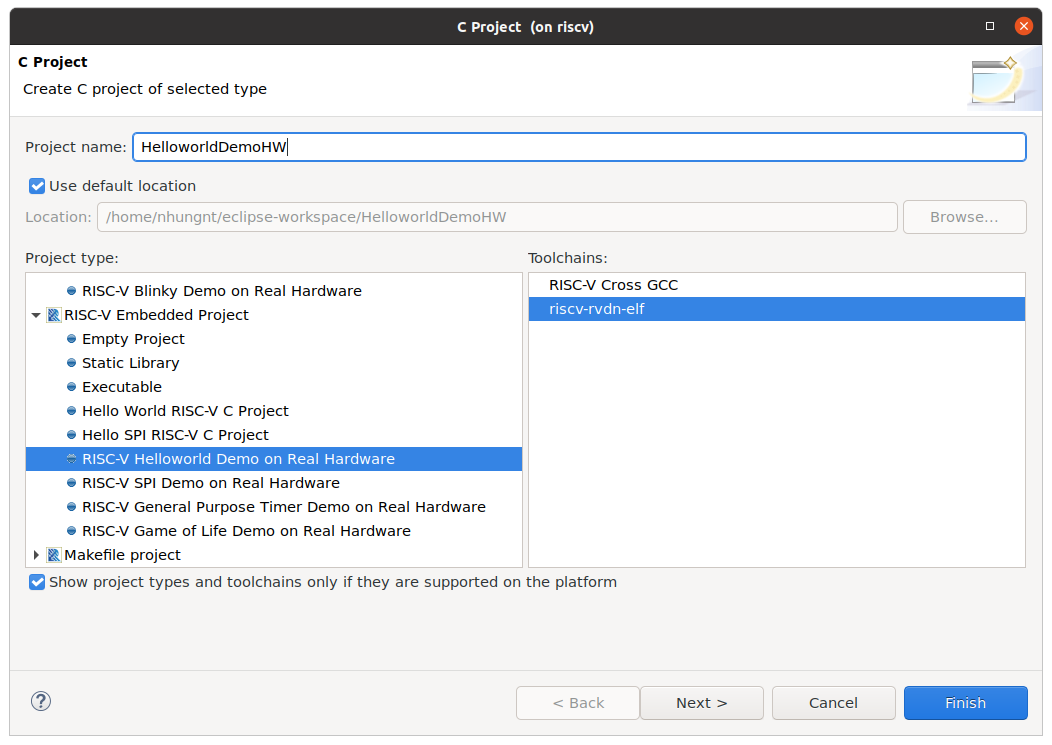 C Project (on riscv)
C Project
Create C project of selected type
Project name: HelloworldDemoHW
Use default location
Location: /home/nhungnt/eclipse-workspace/HelloworldDemoHW Browse...
Project type: Toolchains:
RISC-V Blinky Demo on Real Hardware
RISC-V Embedded Project
Empty Project
Static Library
Executable
Hello World RISC-V C Project
Hello SPI RISC-V C Project
RISC-V Helloworld Demo on Real Hardware
RISC-V SPI Demo on Real Hardware
RISC-V General Purpose Timer Demo on Real Hardware
RISC-V Game of Life Demo on Real Hardware
Makefile project
RISC-V Cross GCC
riscv-rvdn-elf
Show project types and toolchains only if they are supported on the platform
? < Back Next > Cancel Finish